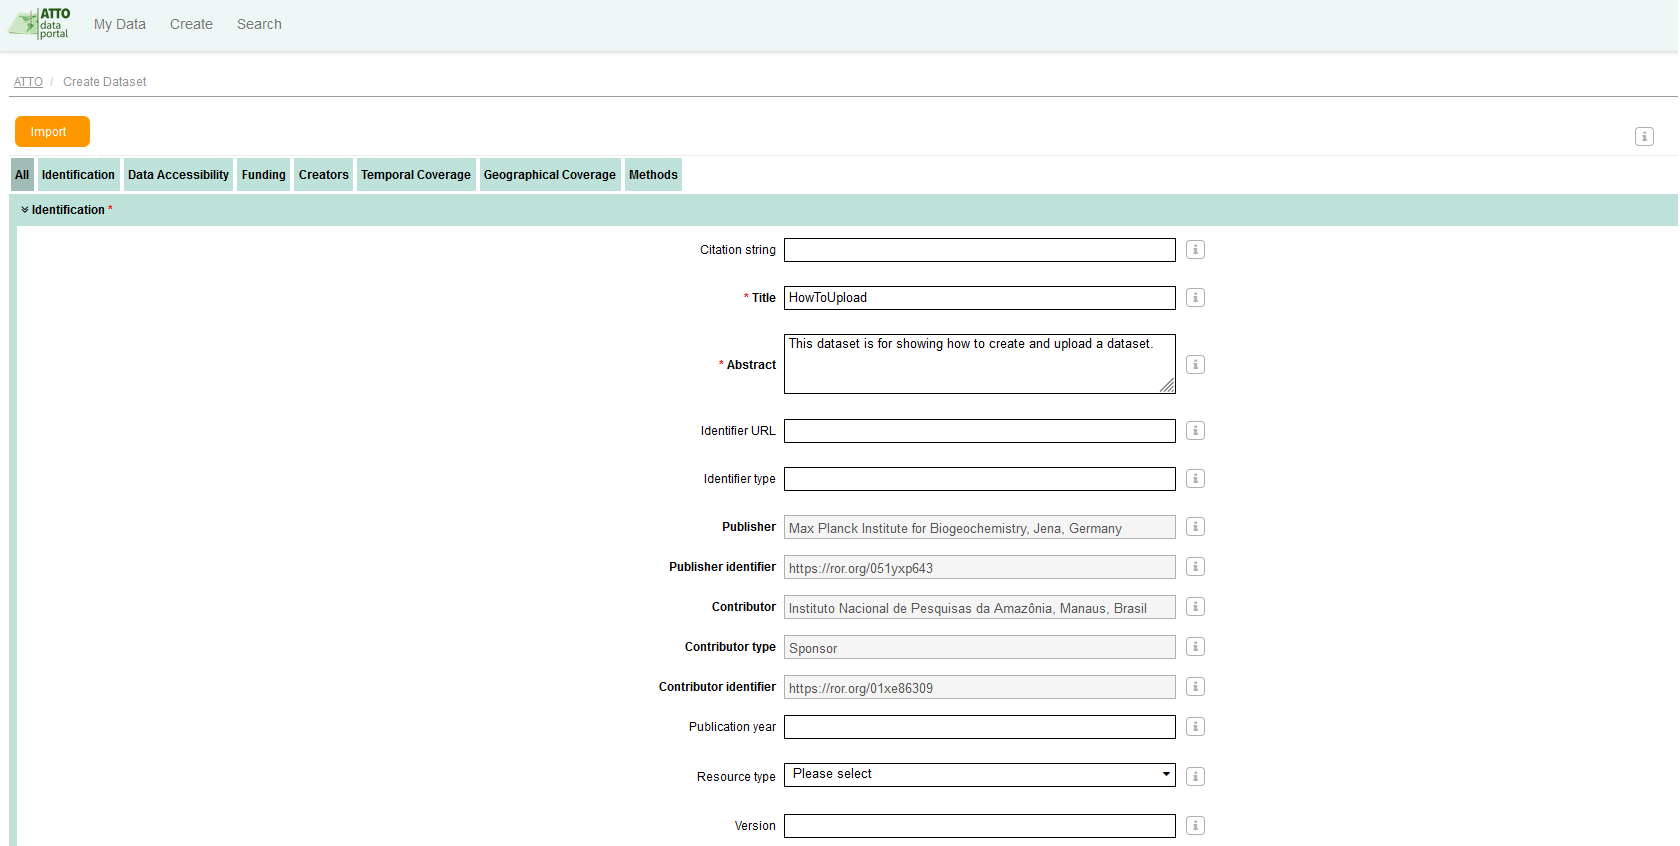 ATTO
data
portal
My Data
Create
Search
ATTO / Create Dataset
Import
All
Identification
Data Accessibility
Funding
Creators
Temporal Coverage
Geographical Coverage
Methods
Identification *
Citation string
* Title
HowToUpload
* Abstract
This dataset is for showing how to create and upload a dataset.
Identifier URL
Identifier type
Publisher
Max Planck Institute for Biogeochemistry, Jena, Germany
Publisher identifier
https://ror.org/051yxp643
Contributor
Instituto Nacional de Pesquisas da Amazônia, Manaus, Brasil
Contributor type
Sponsor
Contributor identifier
https://ror.org/01xe86309
Publication year
Resource type
Please select
Version